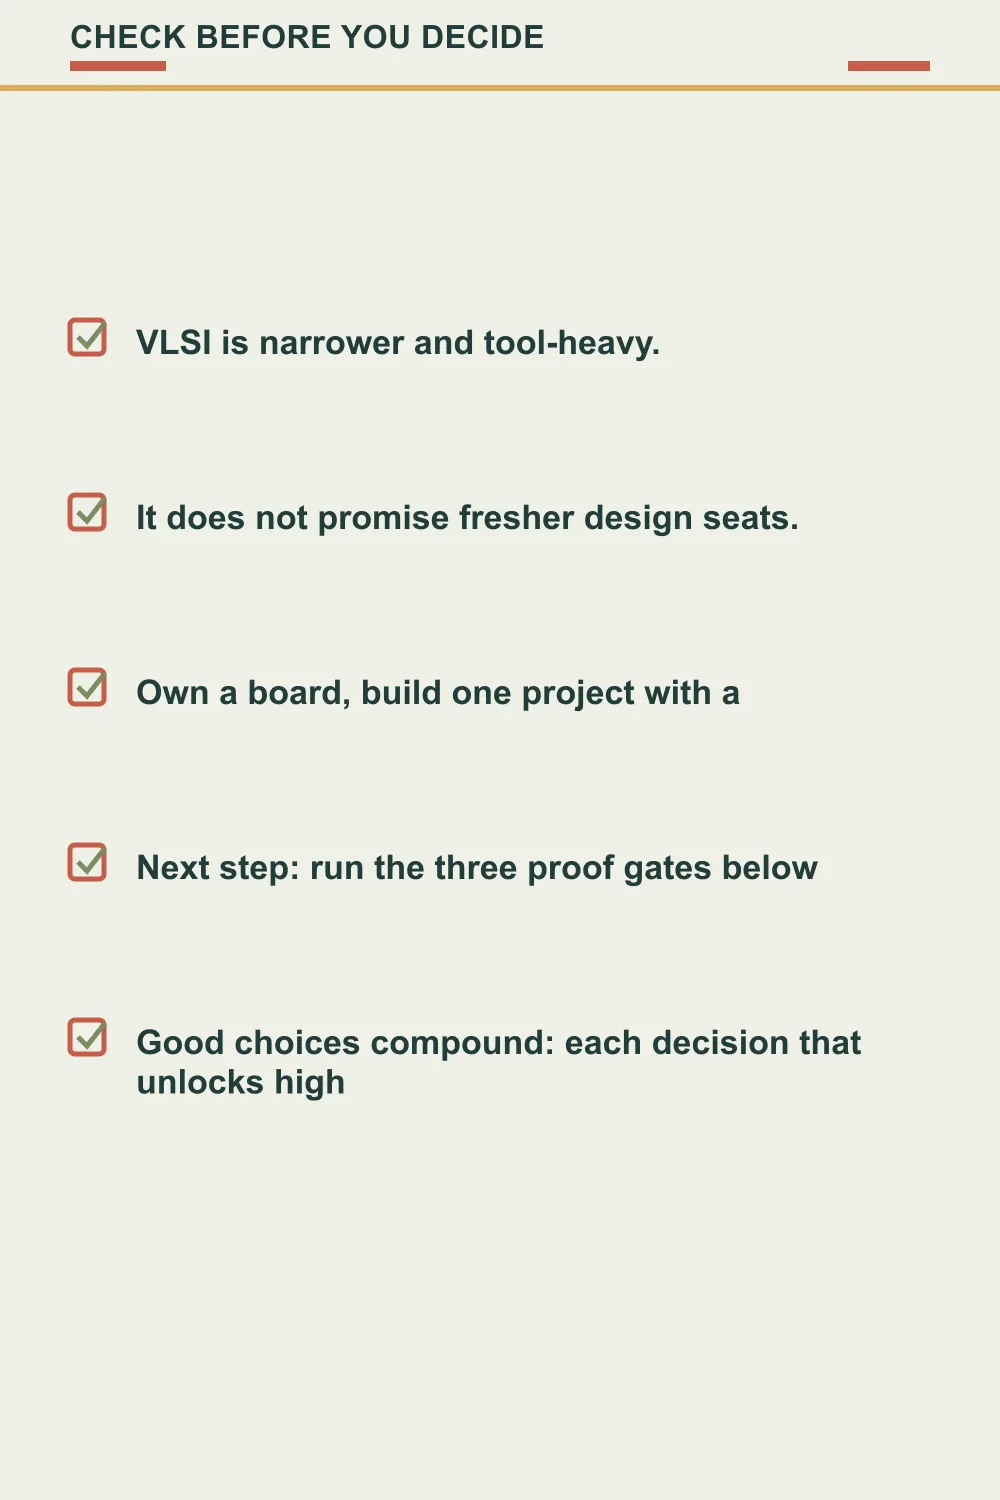 CHECK BEFORE YOU DECIDE
VLSI is narrower and tool-heavy.
It does not promise fresher design seats.
Own a board, build one project with a
Next step: run the three proof gates below
Good choices compound: each decision that
unlocks high